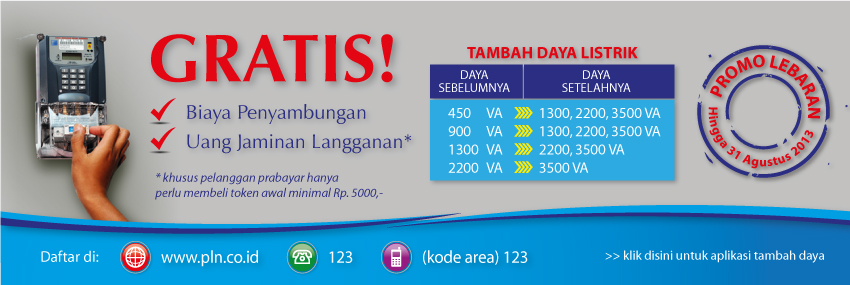 GRATIS!
Biaya Penyambungan
Uang Jaminan Langganan*
* khusus pelanggan prabayar hanya
perlu membeli token awal minimal Rp. 5000,-
TAMBAH DAYA LISTRIK
DAYA SEBELUMNYA DAYA SETELAHNYA
450 VA 1300, 2200, 3500 VA
900 VA 1300, 2200, 3500 VA
1300 VA 2200, 3500 VA
2200 VA 3500 VA
PROMO LEBARAN
Hingga 31 Agustus 2013
Daftar di: www.pln.co.id 123 (kode area) 123 >> klik disini untuk aplikasi tambah daya